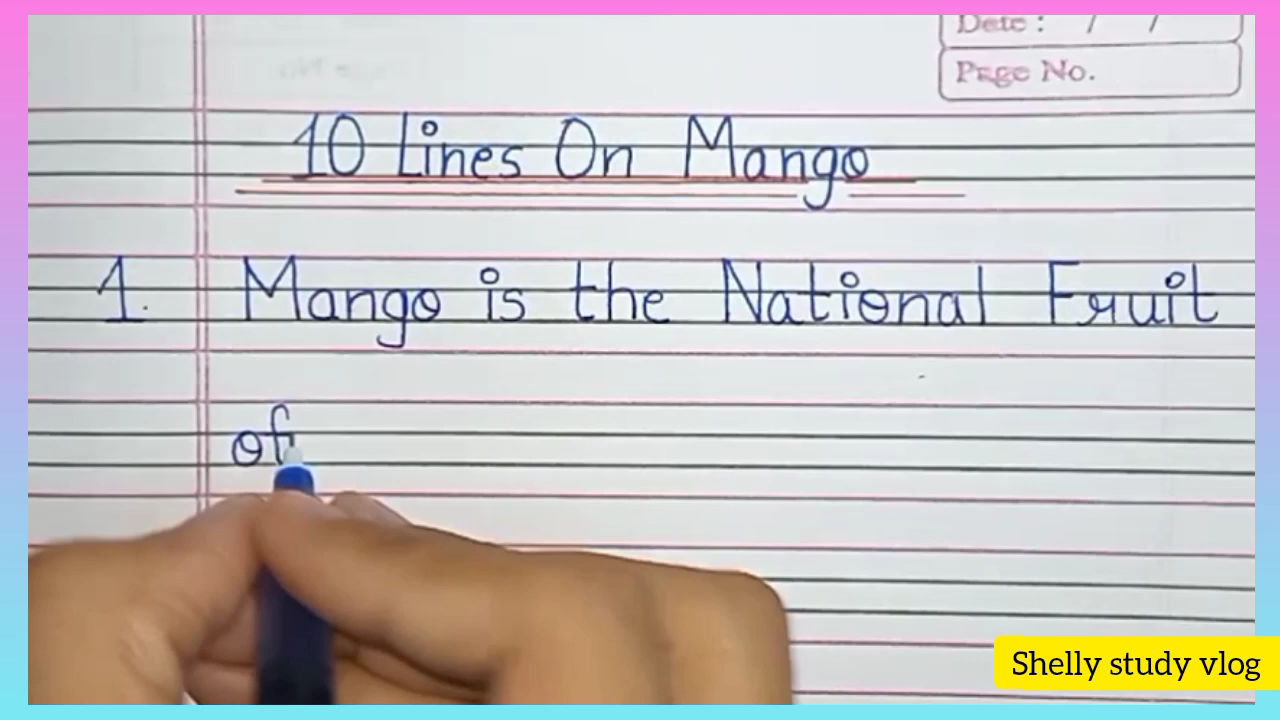 Date : / /
Page No.
10 Lines On Mango
1. Mango is the National Fruit
of
Shelly study vlog